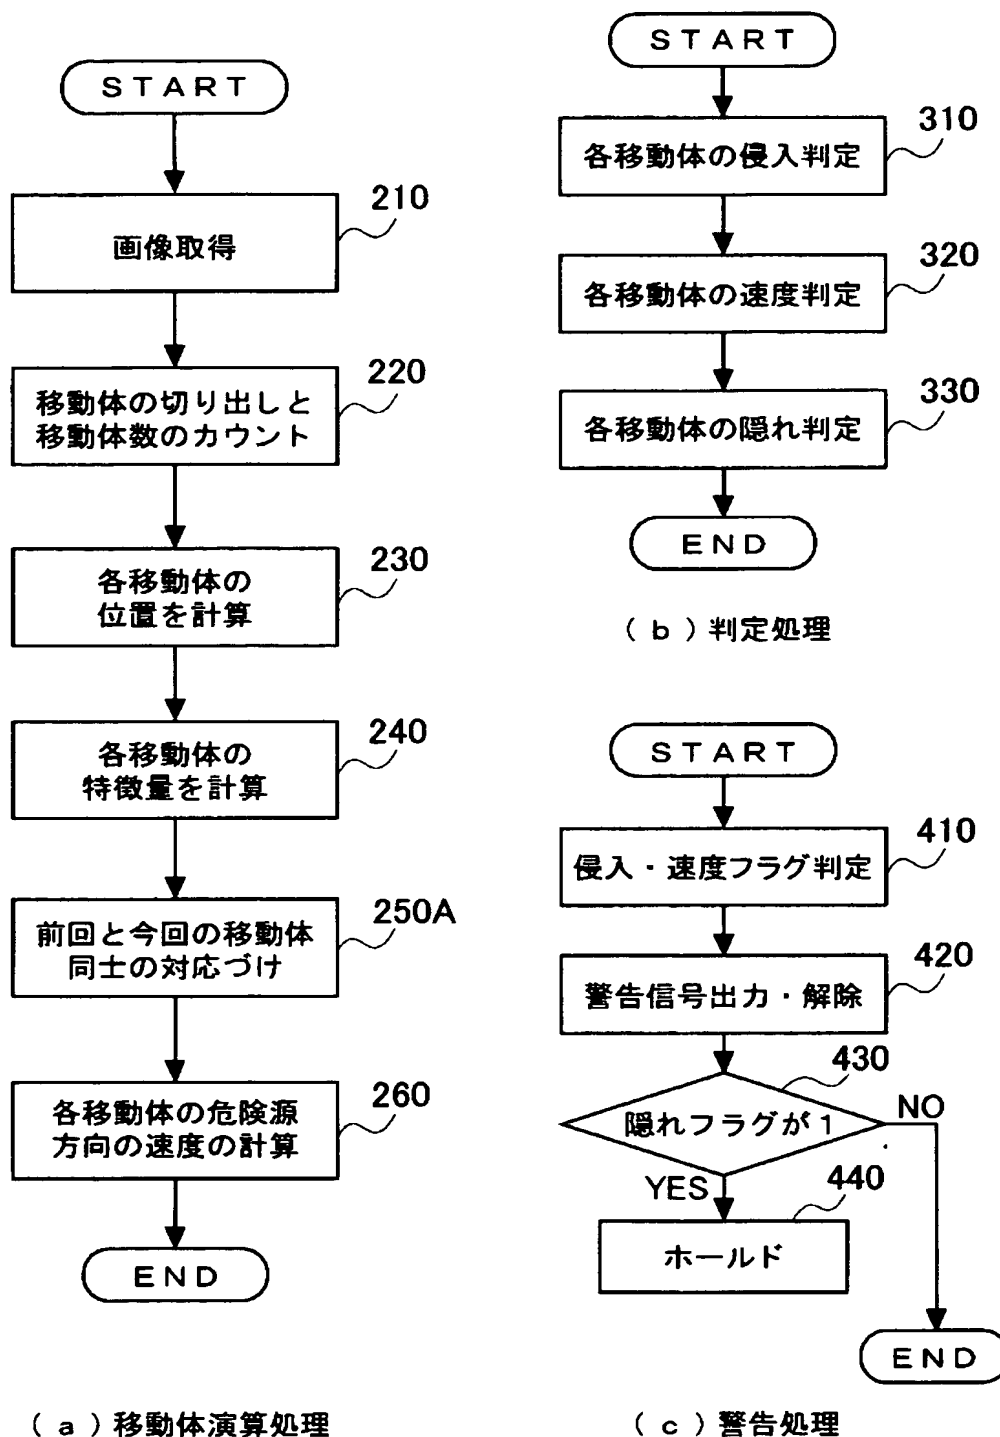 START
210
画像取得
220
移動体の切り出しと
移動体数のカウント
230
各移動体の
位置を計算
240
各移動体の
特徴量を計算
250A
前回と今回の移動体
同士の対応づけ
260
各移動体の危険源
方向の速度の計算
END
(a)移動体演算処理
START
310
各移動体の侵入判定
320
各移動体の速度判定
330
各移動体の隠れ判定
END
(b)判定処理
START
410
侵入・速度フラグ判定
420
警告信号出力・解除
430
隠れフラグが1
NO
YES
440
ホールド
END
(c)警告処理